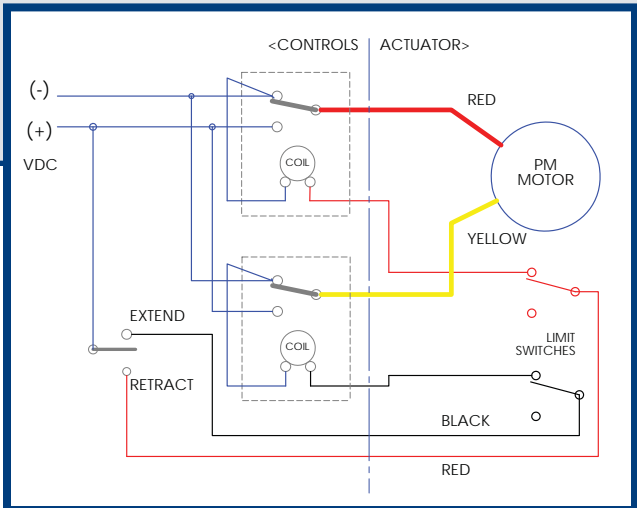 <CONTROLS
ACTUATOR>
(-)
(+)
VDC
RED
COIL
PM
MOTOR
YELLOW
EXTEND
RETRACT
COIL
LIMIT
SWITCHES
BLACK
RED